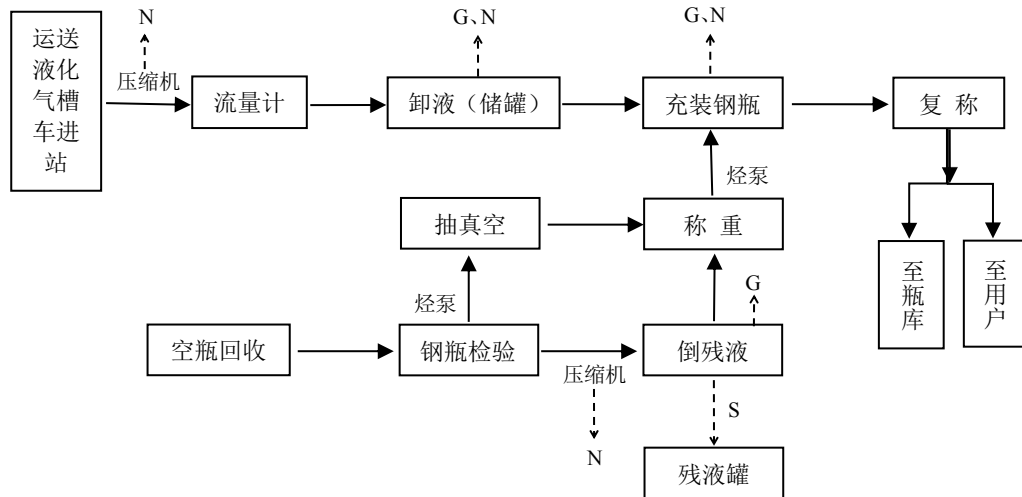 N
G、N
G、N
运送
液化
气槽
车进
站
压缩机
流量计
卸液（储罐）
充装钢瓶
复 称
烃泵
抽真空
称 重
至瓶库
至用户
G
烃泵
空瓶回收
钢瓶检验
倒残液
压缩机
S
N
残液罐